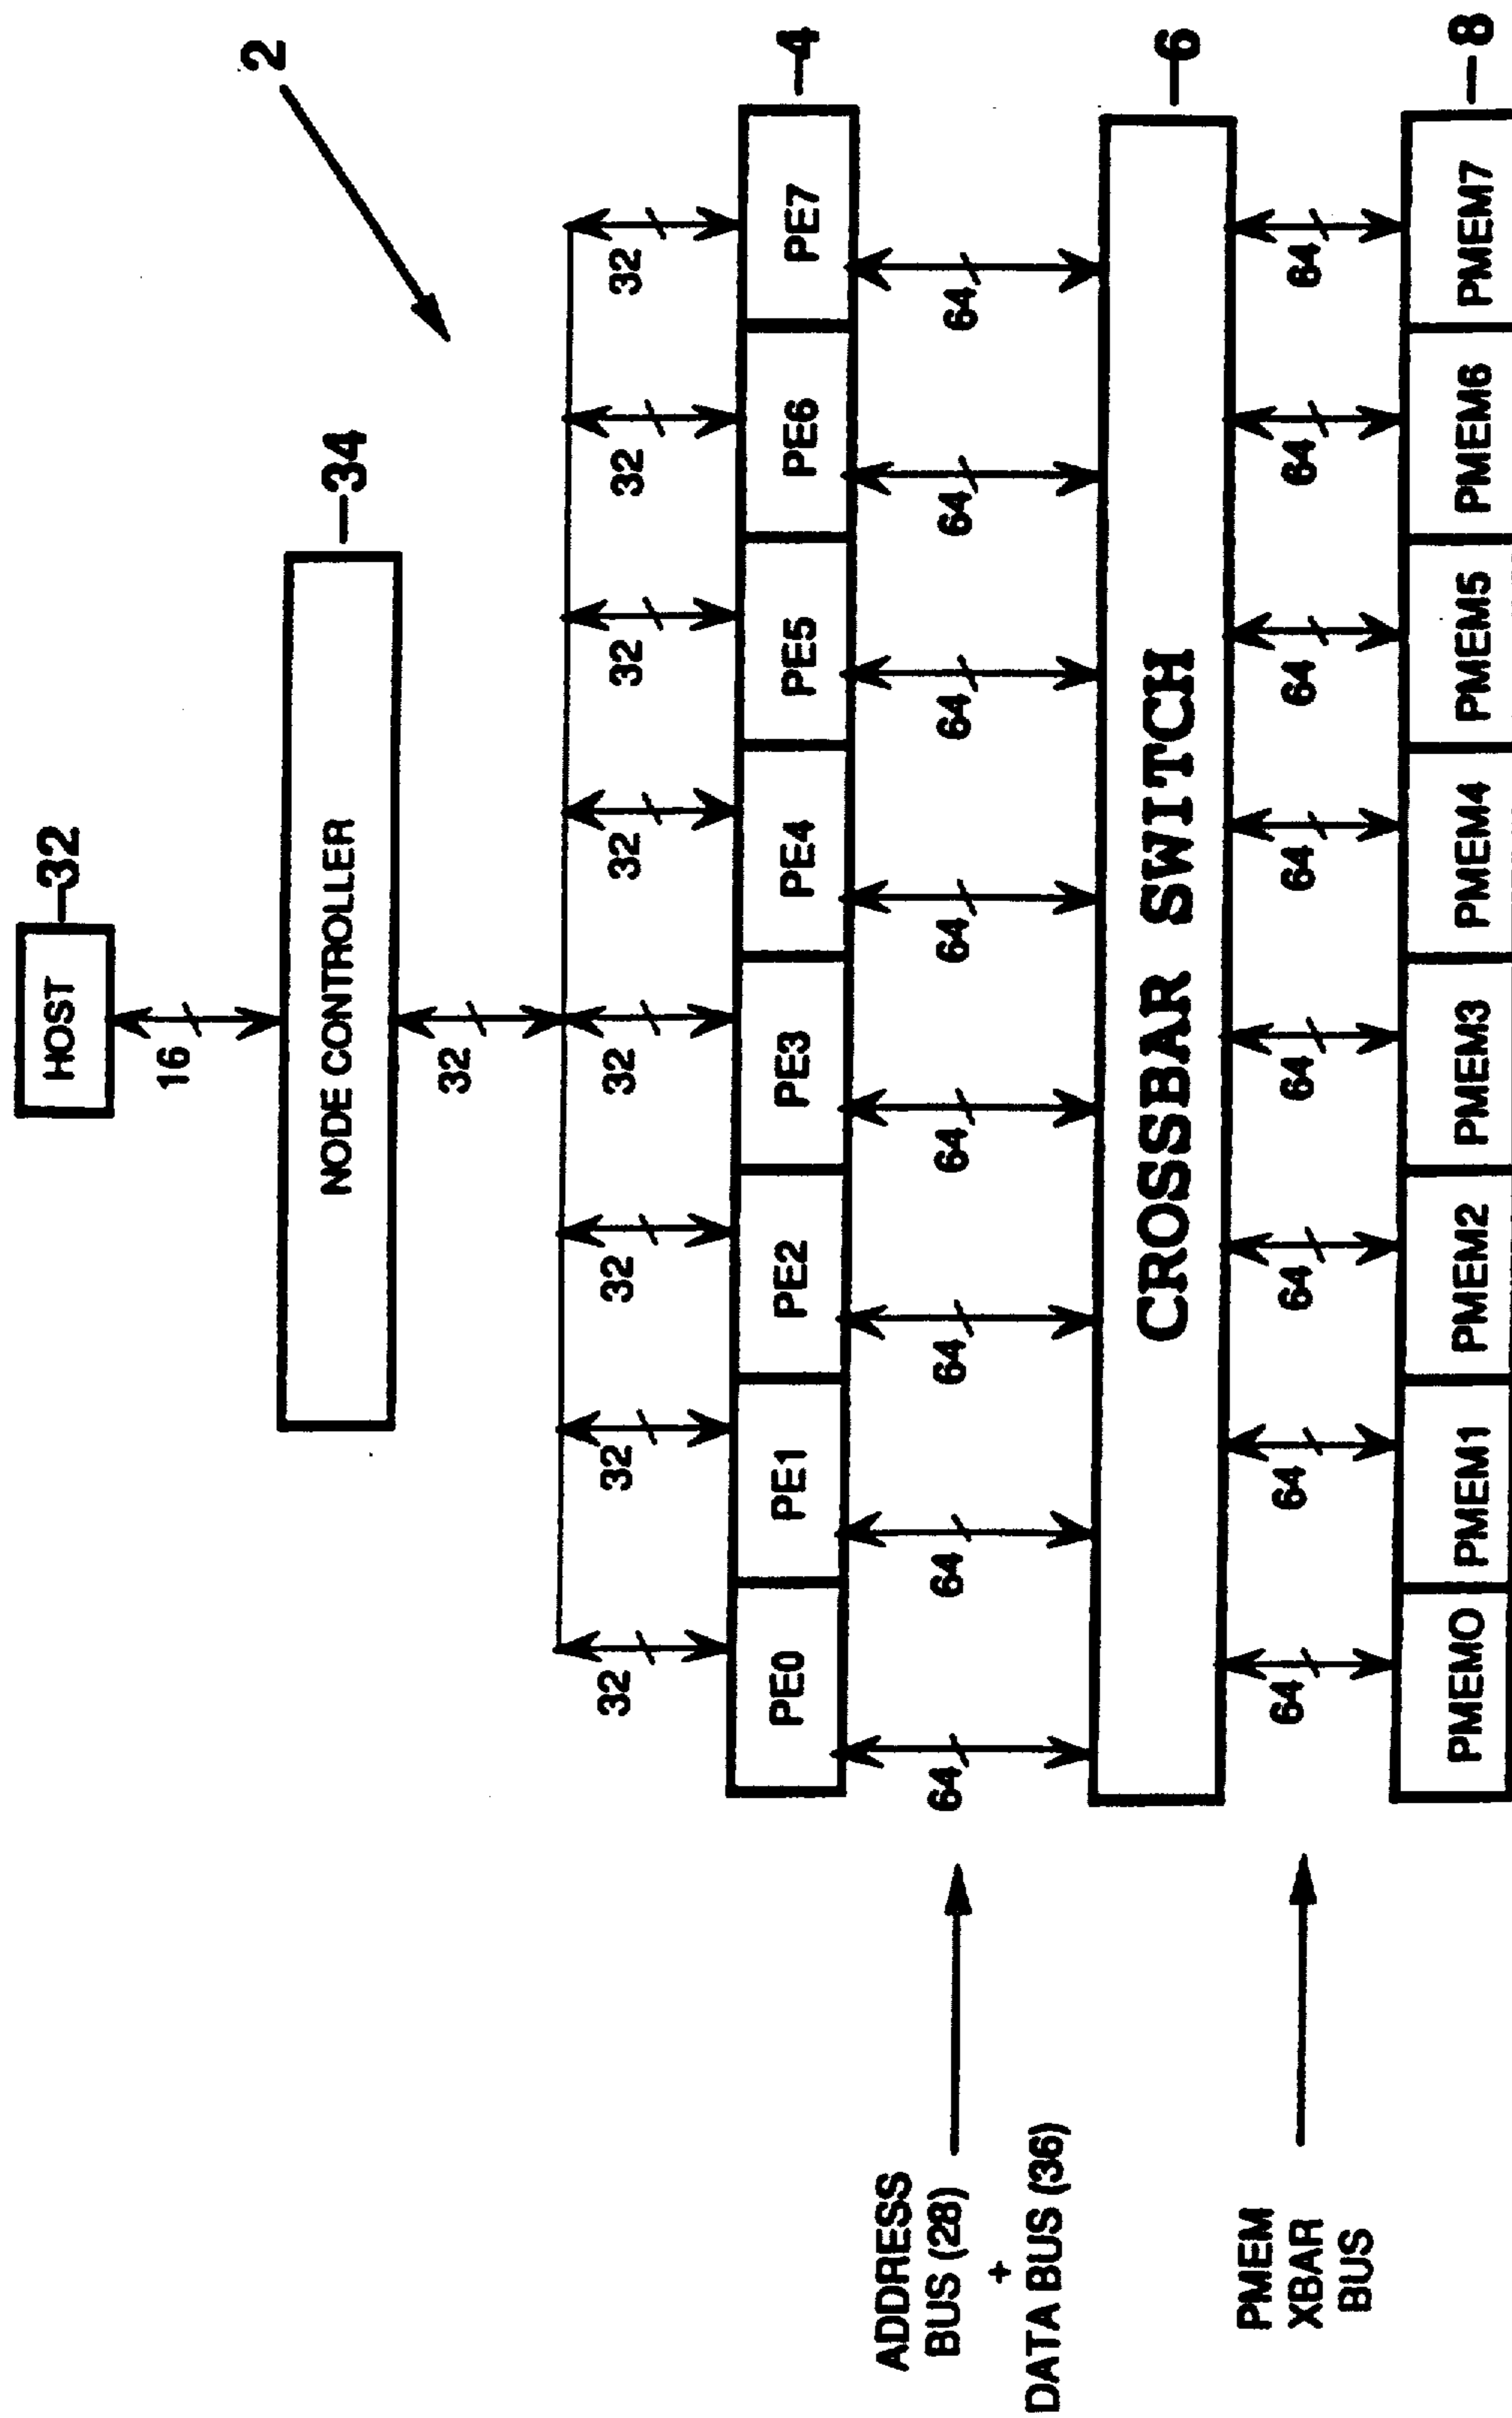 2
HOST
32
16
NODE CONTROLLER
34
32
32 32 32 32 32 32 32 32
PE0 PE1 PE2 PE3 PE4 PE5 PE6 PE7
4
ADDRESS
BUS (28)
+
DATA BUS (36)
64 64 64 64 64 64 64 64
CROSSBAR SWITCH
6
PMEM
XBAR
BUS
64 64 64 64 64 64 64 64
PMEM0 PMEM1 PMEM2 PMEM3 PMEM4 PMEM5 PMEM6 PMEM7
8